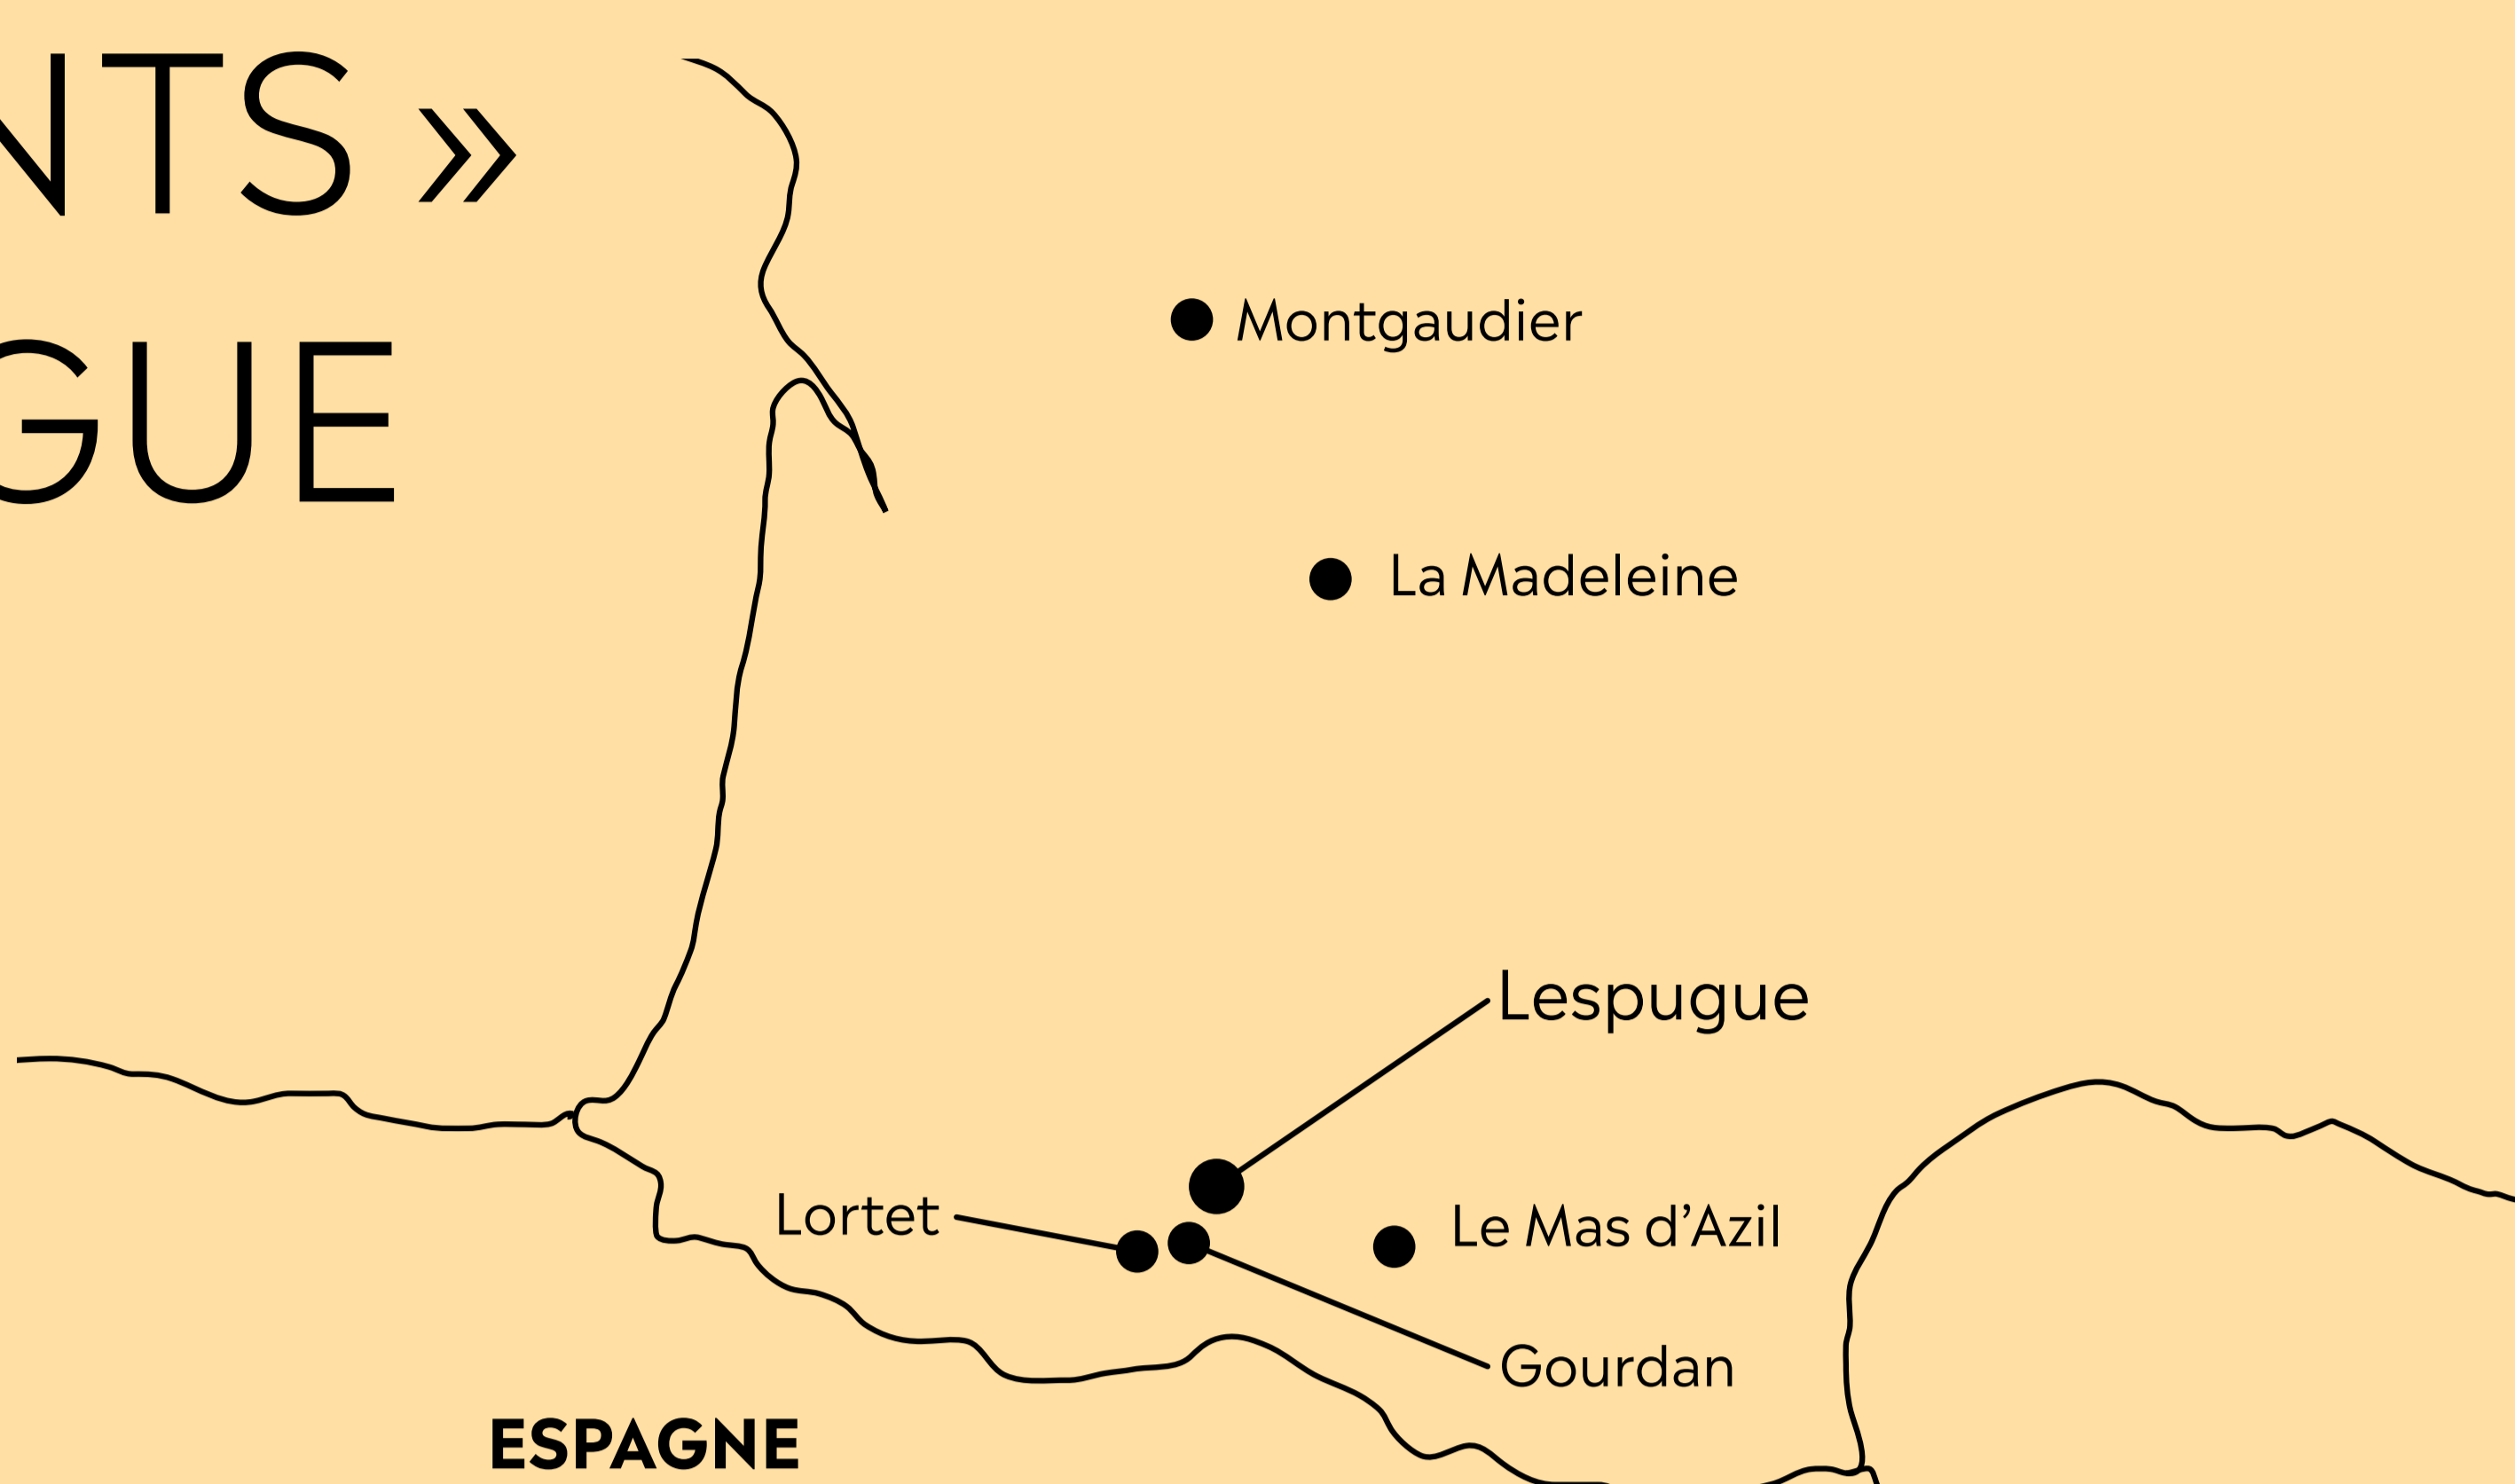 NTS »
GUE
Montgaudier
La Madeleine
Lespugue
Lortet
Le Mas d’Azil
Gourdan
ESPAGNE